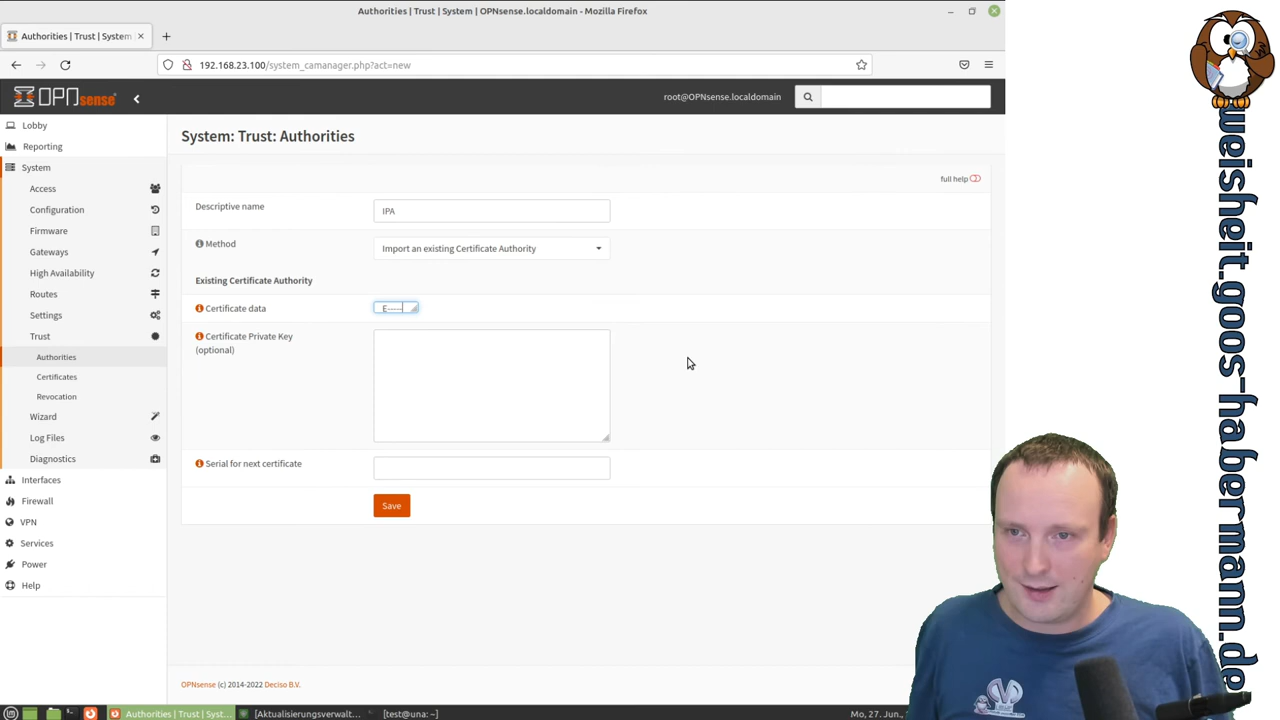 Authorities | Trust | System | OPNsense.localdomain - Mozilla Firefox
Authorities | Trust | System
192.168.23.100/system_camanager.php?act=new
OPNsense
root@OPNsense.localdomain
Lobby
Reporting
System
Access
Configuration
Firmware
Gateways
High Availability
Routes
Settings
Trust
Authorities
Certificates
Revocation
Wizard
Log Files
Diagnostics
Interfaces
Firewall
VPN
Services
Power
Help
System: Trust: Authorities
full help
Descriptive name
IPA
Method
Import an existing Certificate Authority
Existing Certificate Authority
Certificate data
E-----
Certificate Private Key
(optional)
Serial for next certificate
Save
OPNsense (c) 2014-2022 Deciso B.V.
Authorities | Trust | Syst...
[Aktualisierungsverwalt...
[test@una: ~]
Mo, 27. Jun.,
weisheit.goos-habermann.de